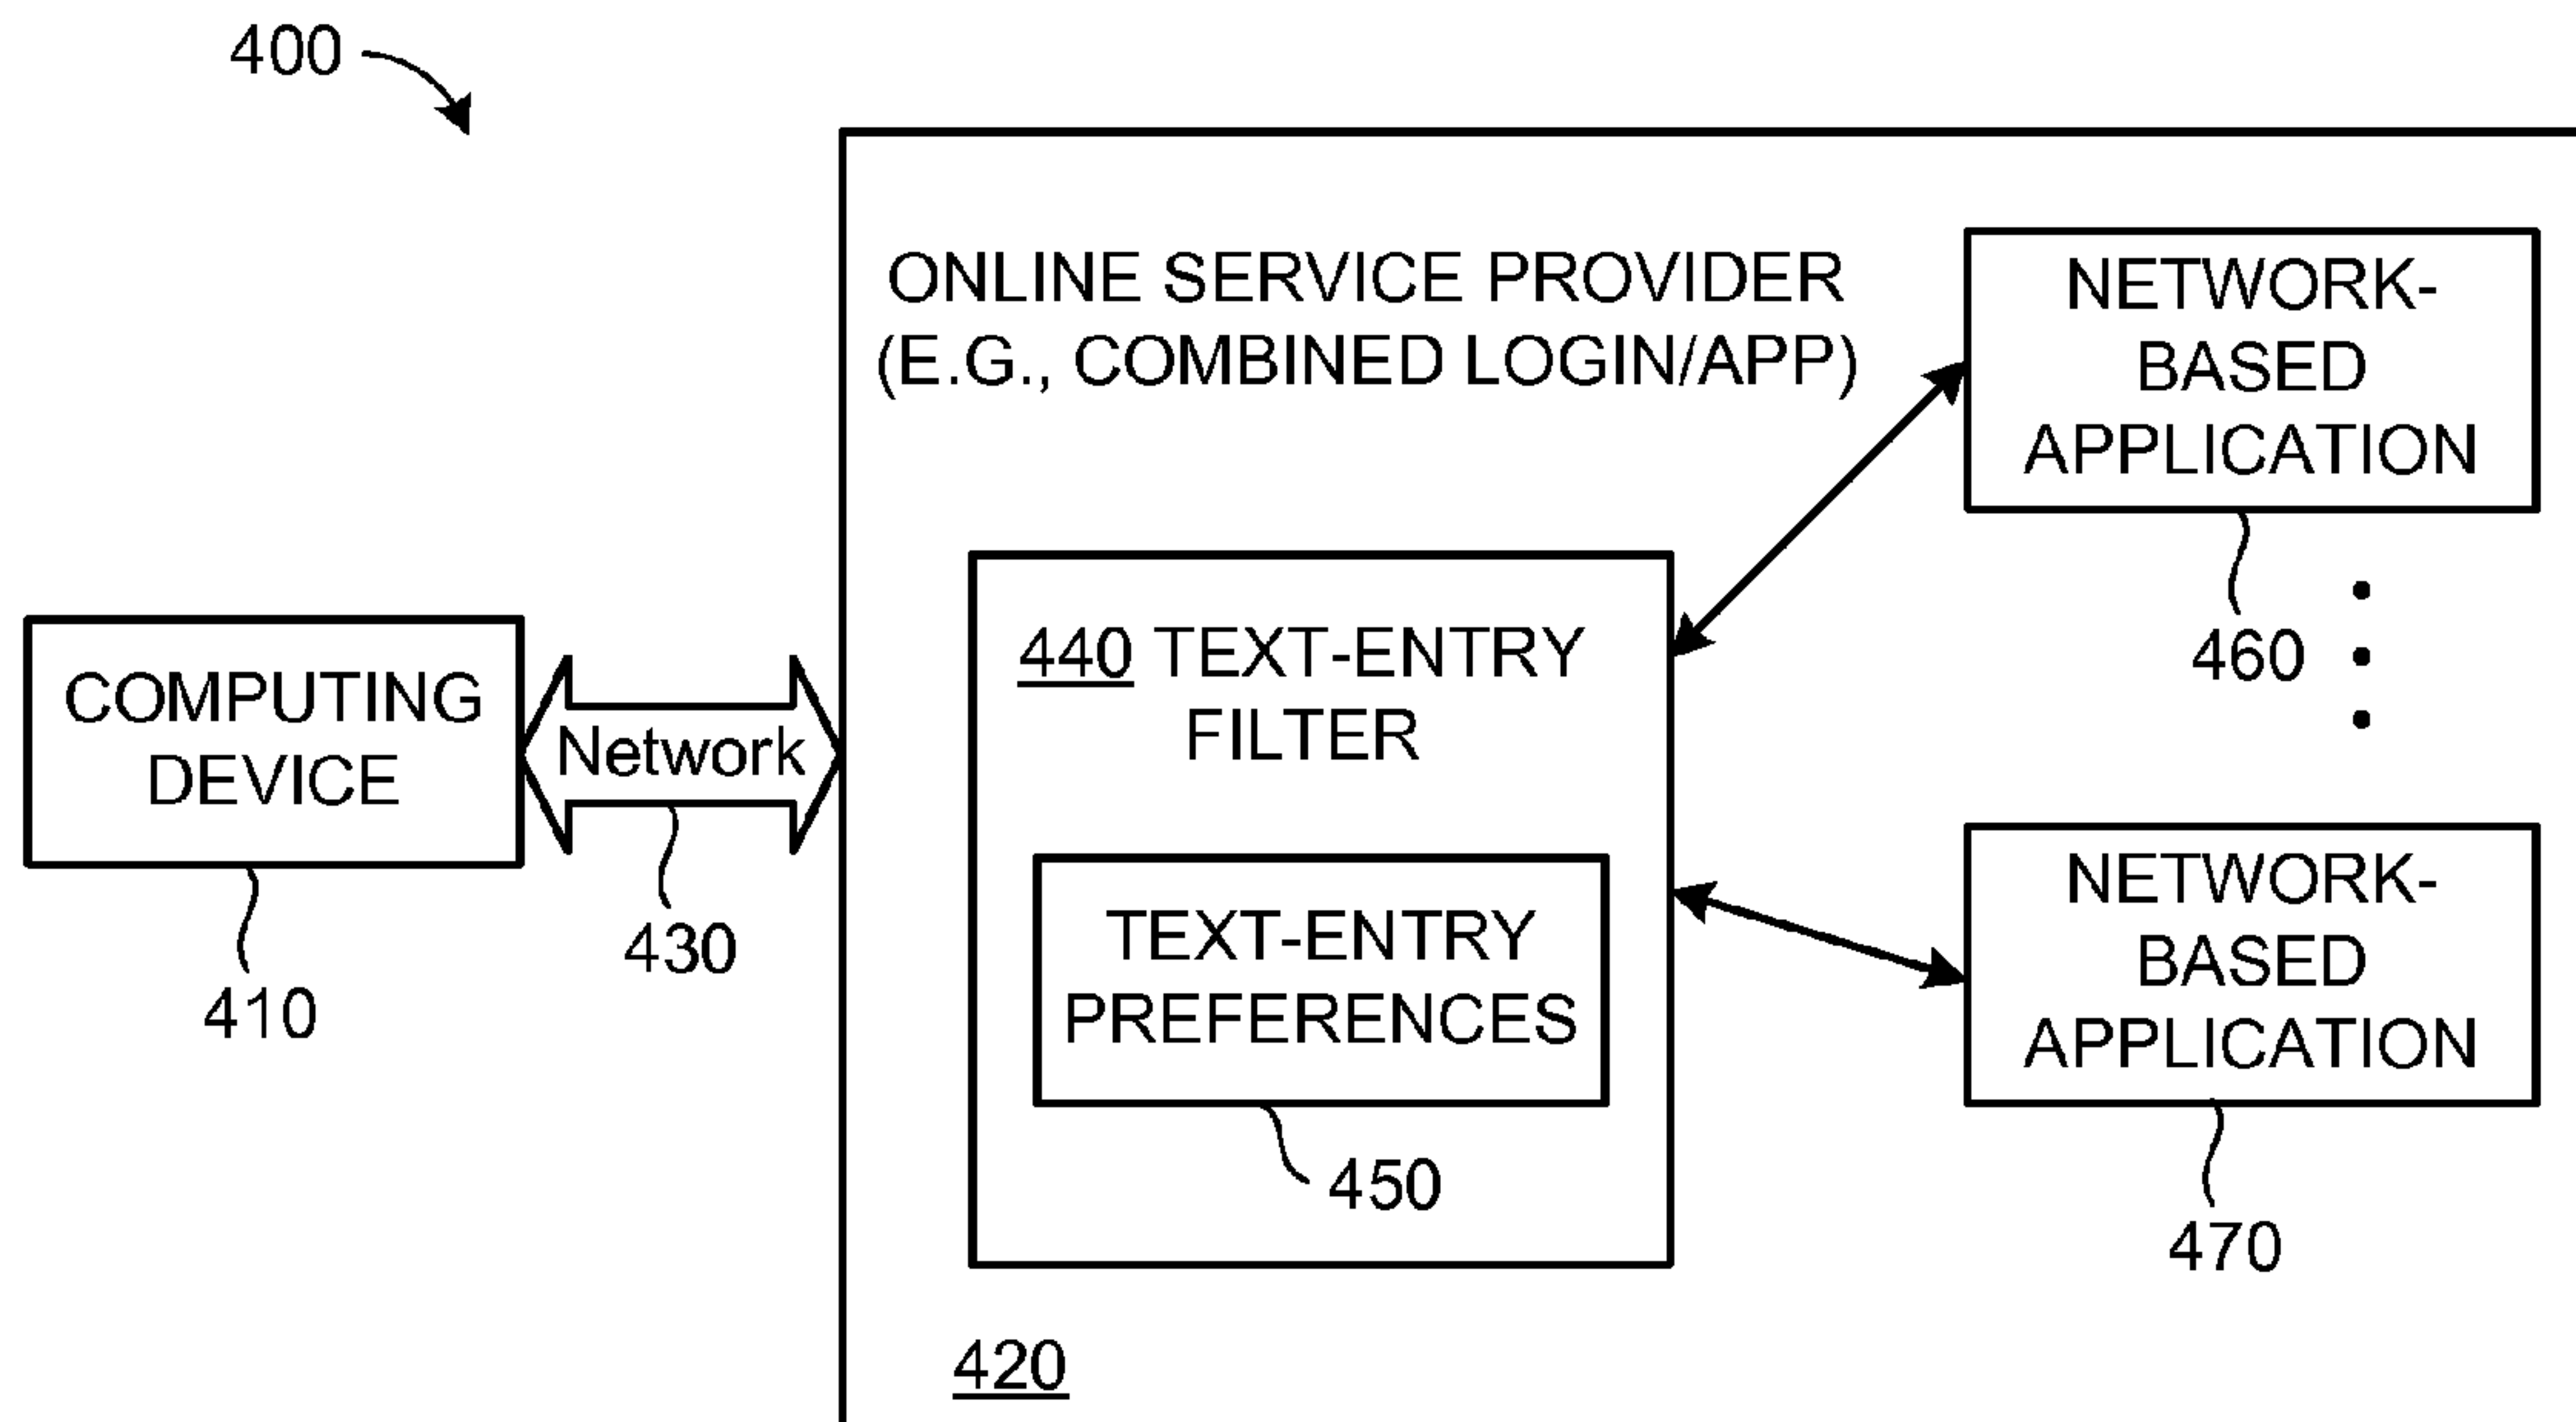 400
ONLINE SERVICE PROVIDER
(E.G., COMBINED LOGIN/APP)
NETWORK-
BASED
APPLICATION
460
440 TEXT-ENTRY
FILTER
COMPUTING
DEVICE
410
Network
430
TEXT-ENTRY
PREFERENCES
450
NETWORK-
BASED
APPLICATION
470
420